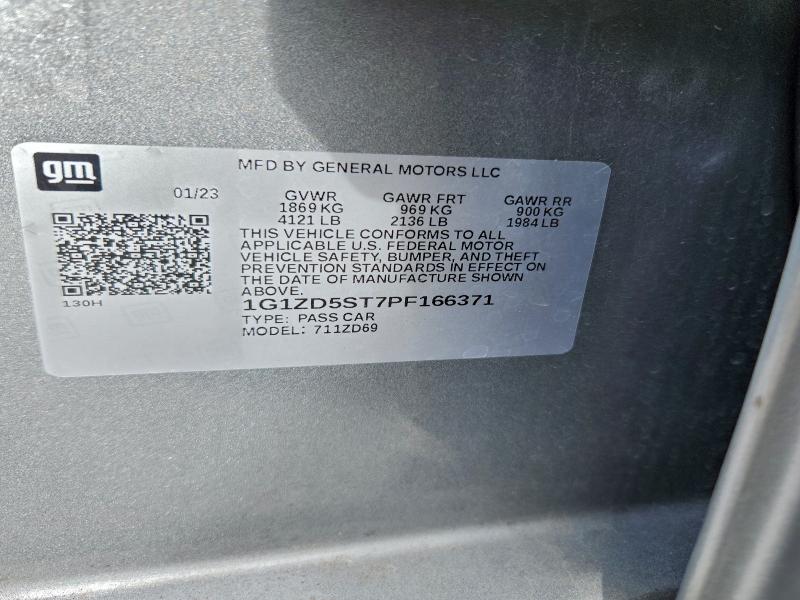 gm
MFD BY GENERAL MOTORS LLC
01/23
GVWR GAWR FRT GAWR RR
1869 KG 969 KG 900 KG
4121 LB 2136 LB 1984 LB
THIS VEHICLE CONFORMS TO ALL
APPLICABLE U.S. FEDERAL MOTOR
VEHICLE SAFETY, BUMPER, AND THEFT
PREVENTION STANDARDS IN EFFECT ON
THE DATE OF MANUFACTURE SHOWN
ABOVE.
130H
1G1ZD5ST7PF166371
TYPE: PASS CAR
MODEL: 711ZD69